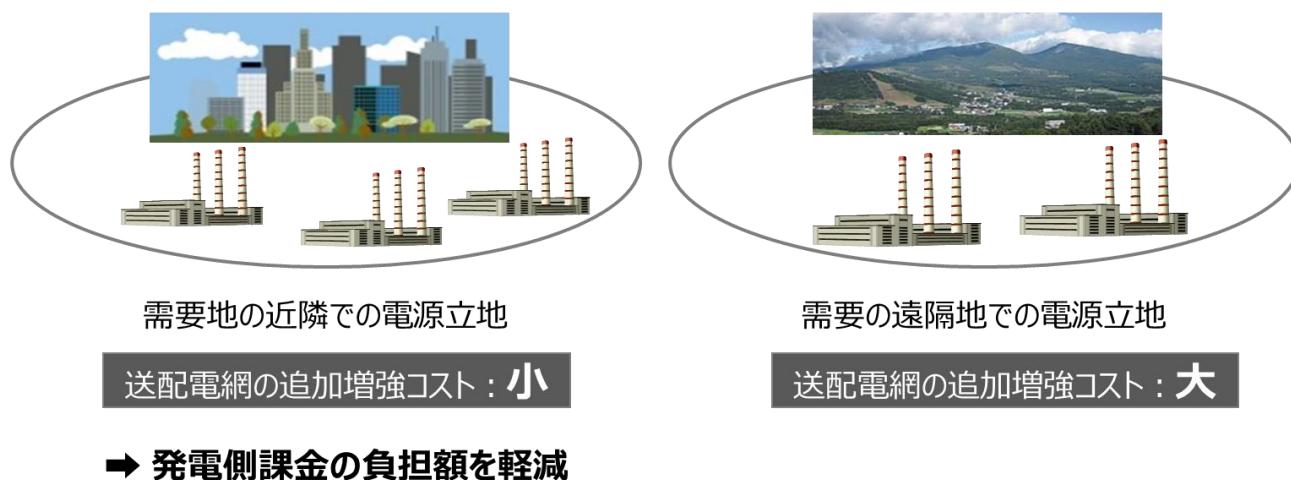 需要地の近隣での電源立地
送配電網の追加増強コスト：小
➡ 発電側課金の負担額を軽減
需要の遠隔地での電源立地
送配電網の追加増強コスト：大